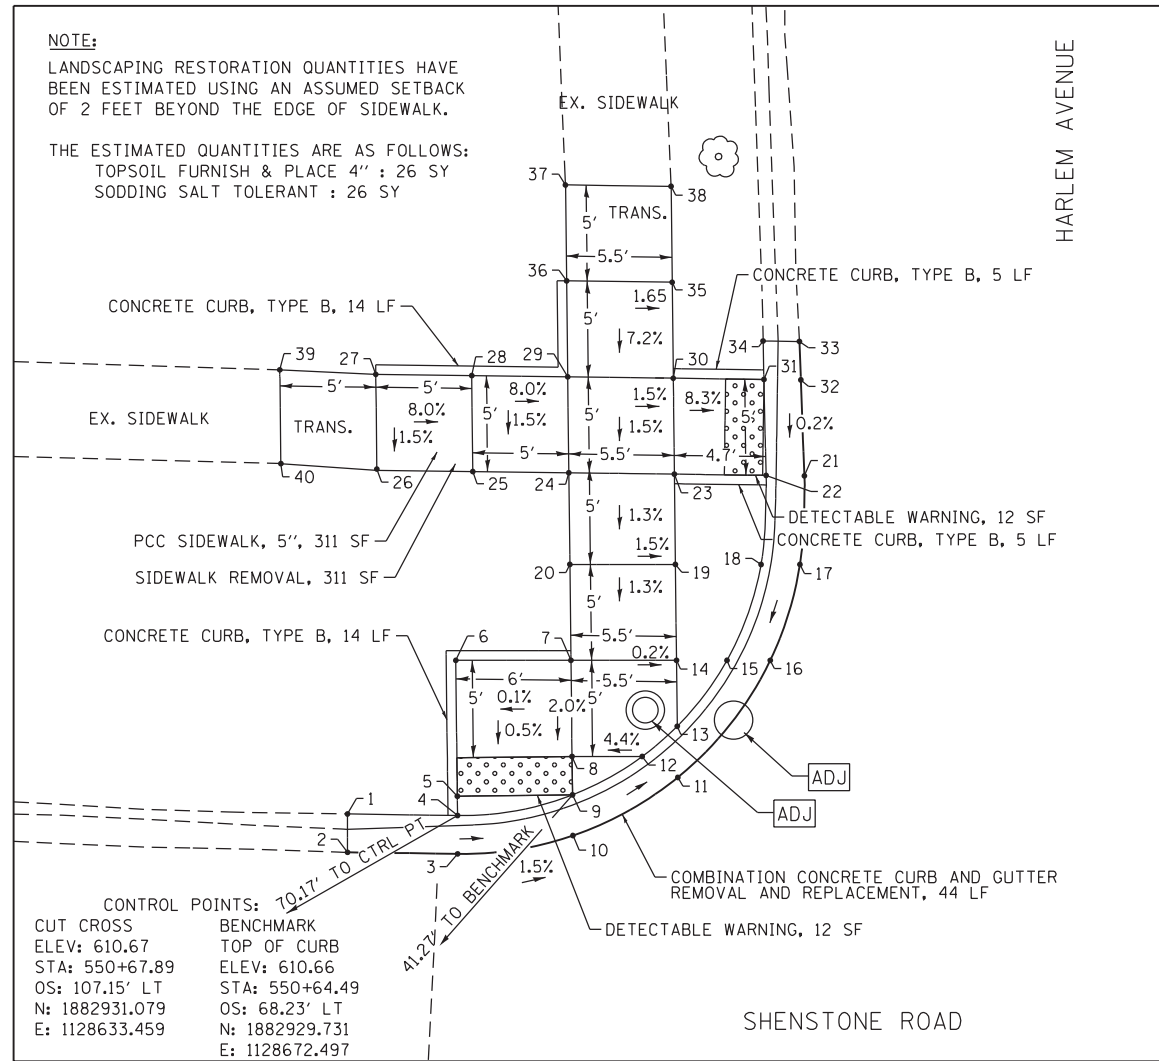 NOTE:
LANDSCAPING RESTORATION QUANTITIES HAVE
BEEN ESTIMATED USING AN ASSUMED SETBACK
OF 2 FEET BEYOND THE EDGE OF SIDEWALK.
THE ESTIMATED QUANTITIES ARE AS FOLLOWS:
TOPSOIL FURNISH & PLACE 4'' : 26 SY
SODDING SALT TOLERANT : 26 SY
HARLEM AVENUE
EX. SIDEWALK
37
38
5'
TRANS.
5.5'
36
35
CONCRETE CURB, TYPE B, 5 LF
CONCRETE CURB, TYPE B, 14 LF
1.65
5'
7.2%
34
33
39
27
28
29
30
31
32
5'
5'
8.0%
8.0%
1.5%
8.3%
EX. SIDEWALK
TRANS.
1.5%
5'
1.5%
5'
1.5%
5'
0.2%
5'
5.5'
4.7'
40
26
25
24
23
22
21
DETECTABLE WARNING, 12 SF
CONCRETE CURB, TYPE B, 5 LF
PCC SIDEWALK, 5'', 311 SF
SIDEWALK REMOVAL, 311 SF
5'
1.3%
1.5%
20
19
18
17
5'
1.3%
5.5'
CONCRETE CURB, TYPE B, 14 LF
6
7
0.2%
14
15
16
6'
5.5'
5'
0.1%
2.0%
5'
0.5%
4.4%
13
8
12
11
ADJ
ADJ
5
4
9
10
1
2
3
1.5%
70.17' TO CTRL PT
41.27' TO BENCHMARK
COMBINATION CONCRETE CURB AND GUTTER
REMOVAL AND REPLACEMENT, 44 LF
DETECTABLE WARNING, 12 SF
CONTROL POINTS:
CUT CROSS
ELEV: 610.67
STA: 550+67.89
OS: 107.15' LT
N: 1882931.079
E: 1128633.459
BENCHMARK
TOP OF CURB
ELEV: 610.66
STA: 550+64.49
OS: 68.23' LT
N: 1882929.731
E: 1128672.497
SHENSTONE ROAD